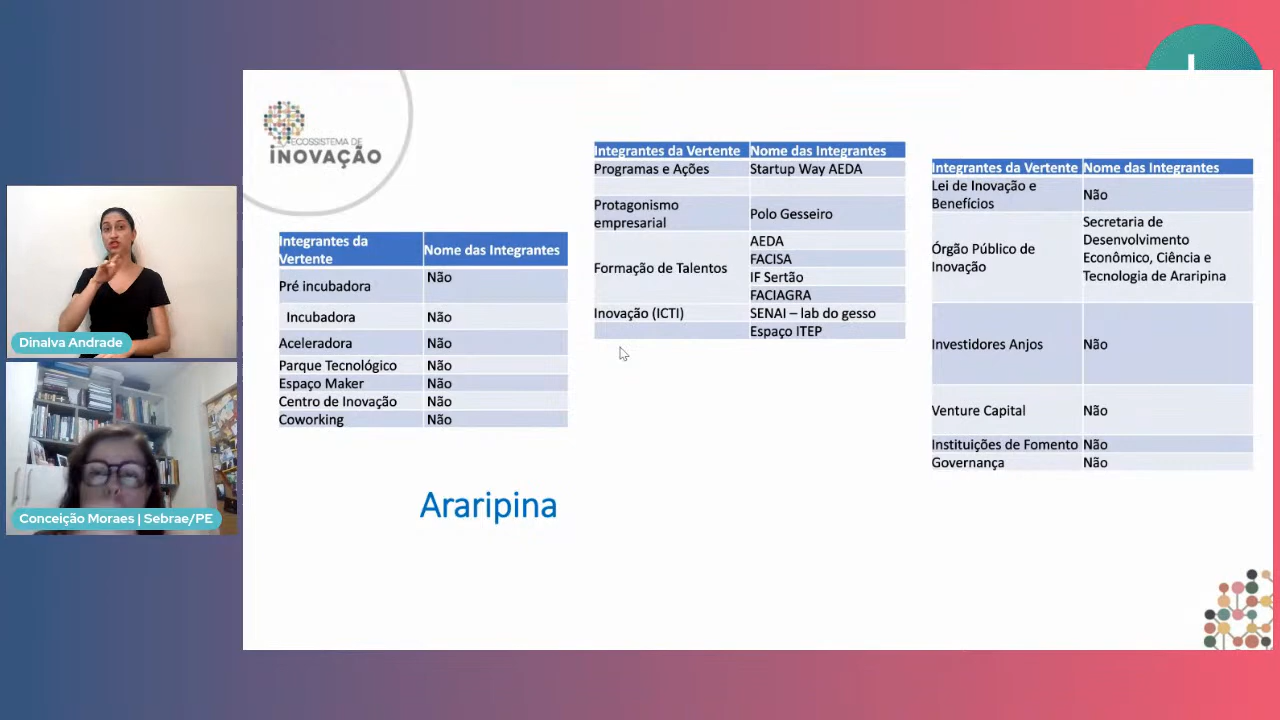 ECOSSISTEMA DE
INOVAÇÃO
Integrantes da
Vertente
Nome das Integrantes
Pré incubadora
Não
Incubadora
Não
Aceleradora
Não
Parque Tecnológico
Não
Espaço Maker
Não
Centro de Inovação
Não
Coworking
Não
Araripina
Integrantes da Vertente
Nome das Integrantes
Programas e Ações
Startup Way AEDA
Protagonismo
empresarial
Polo Gesseiro
Formação de Talentos
AEDA
FACISA
IF Sertão
FACIAGRA
Inovação (ICTI)
SENAI – lab do gesso
Espaço ITEP
Integrantes da Vertente
Nome das Integrantes
Lei de Inovação e
Benefícios
Não
Órgão Público de
Inovação
Secretaria de
Desenvolvimento
Econômico, Ciência e
Tecnologia de Araripina
Investidores Anjos
Não
Venture Capital
Não
Instituições de Fomento
Não
Governança
Não
Dinalva Andrade
Conceição Moraes | Sebrae/PE